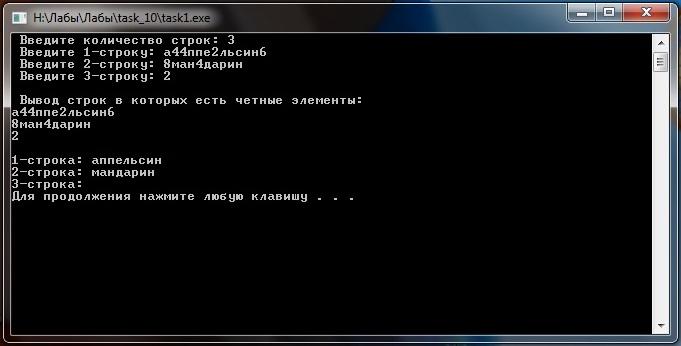 H:\Лабы\Лабы\task_10\task1.exe
Введите количество строк: 3
Введите 1-строку: а44ппе2льсин6
Введите 2-строку: 8ман4дарин
Введите 3-строку: 2
Вывод строк в которых есть четные элементы:
а44ппе2льсин6
8ман4дарин
2
1-строка: аппельсин
2-строка: мандарин
3-строка:
Для продолжения нажмите любую клавишу . . .